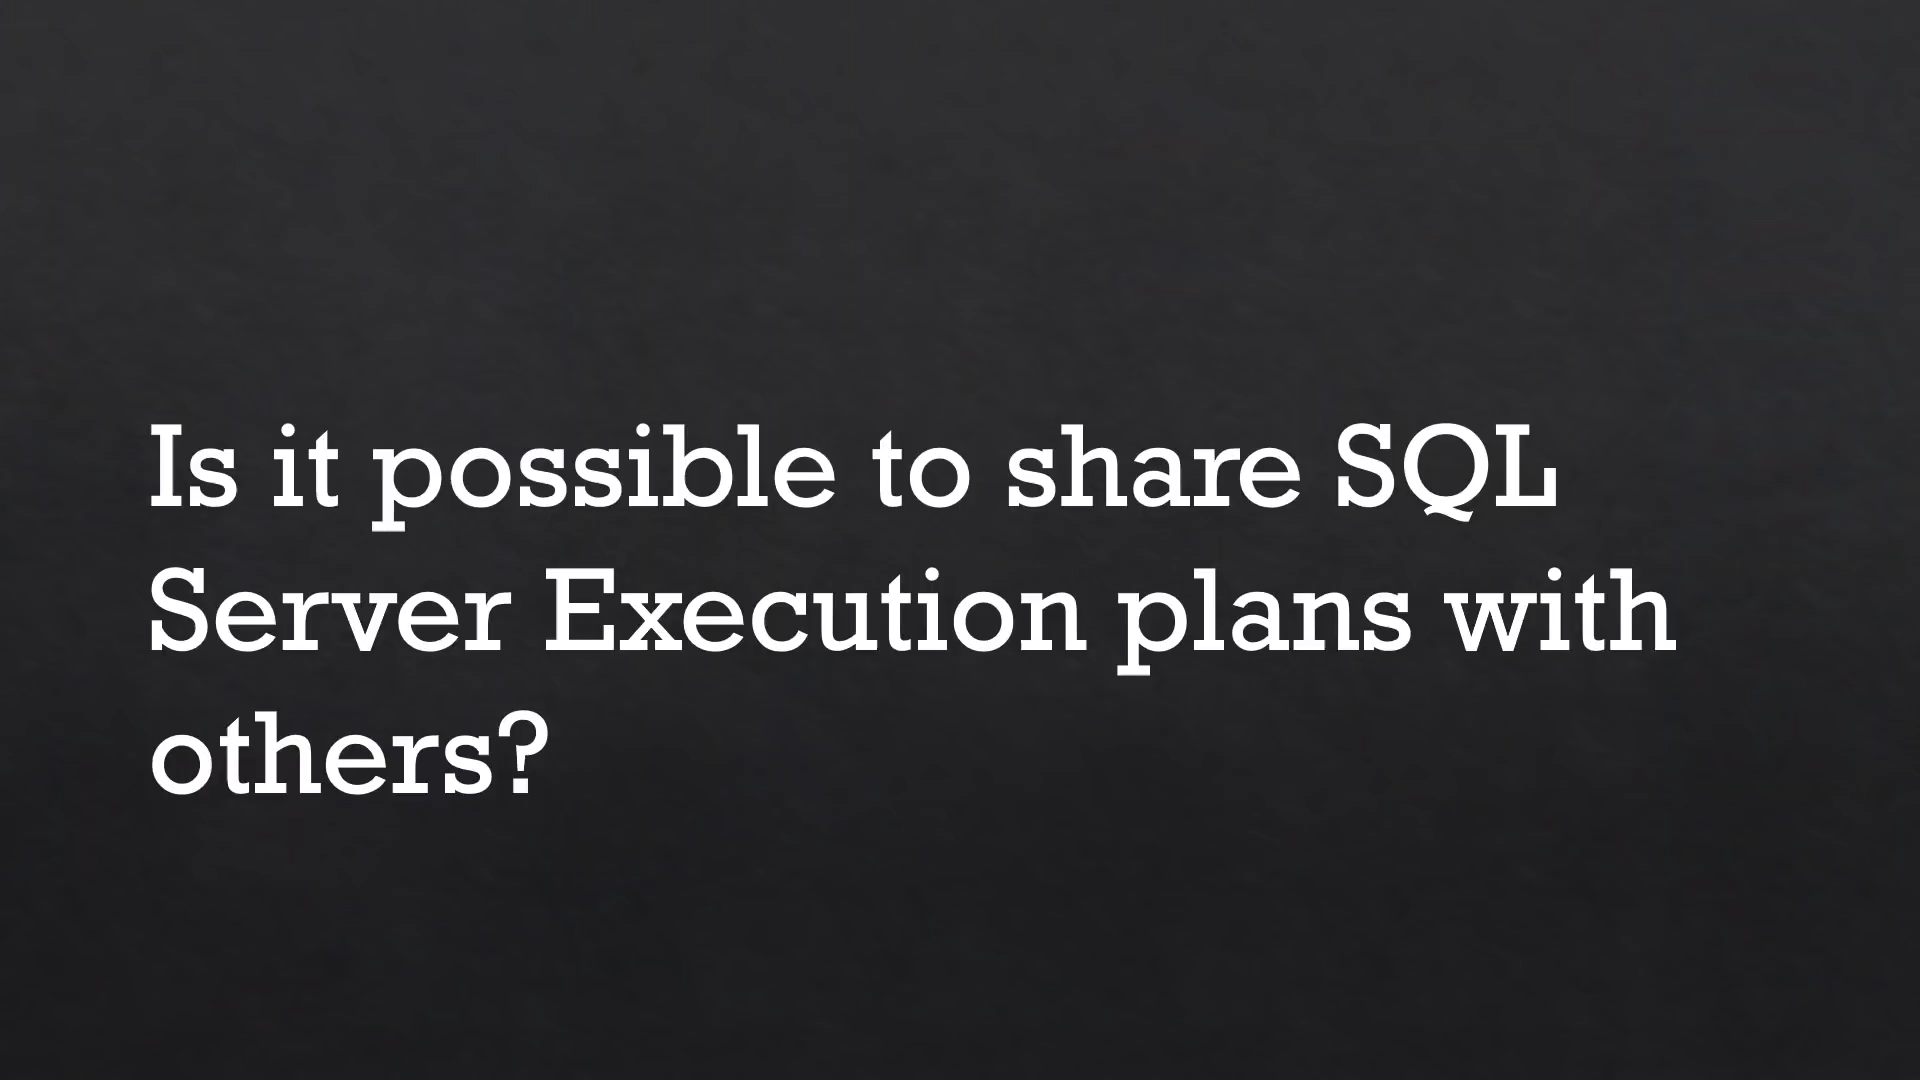 Is it possible to share SQL
Server Execution plans with
others?